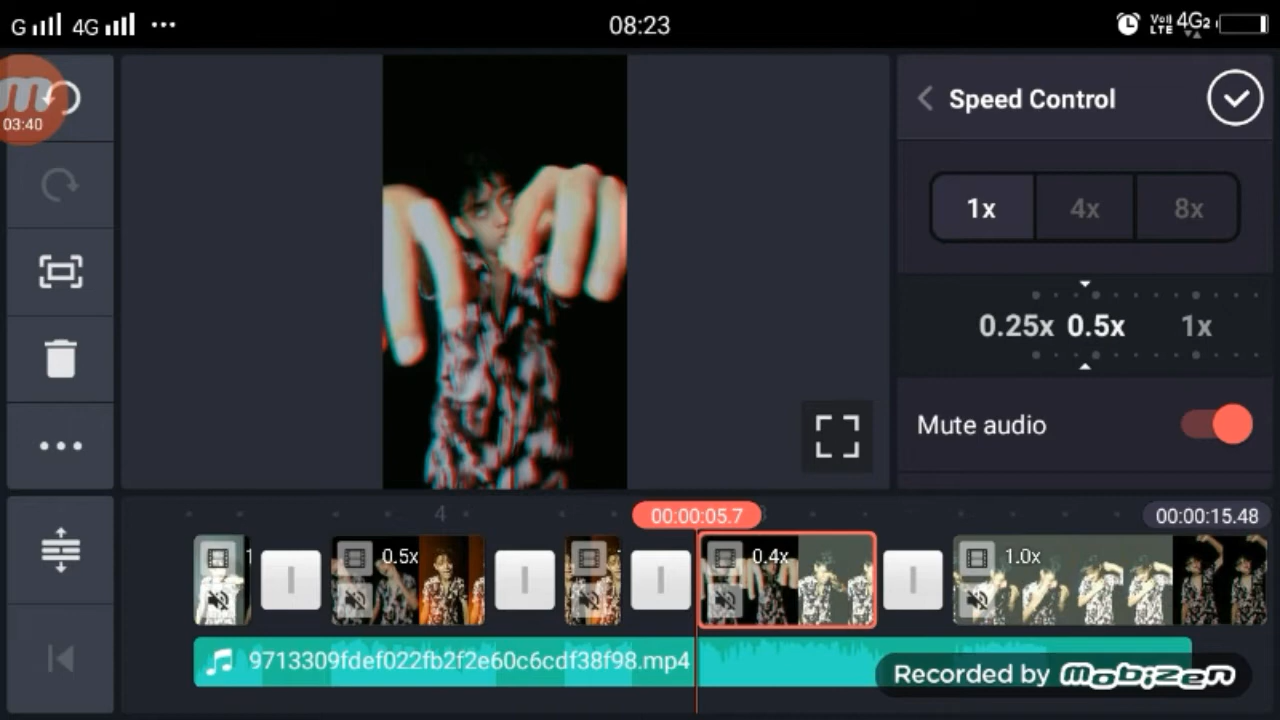 G 4G ... 08:23 VoLTE 4G2
m
03:40
Speed Control
1x 4x 8x
0.25x 0.5x 1x
Mute audio
4 00:00:05.7 00:00:15.48
0.5x 0.4x 1.0x
9713309fdef022fb2f2e60c6cdf38f98.mp4
Recorded by mobizen